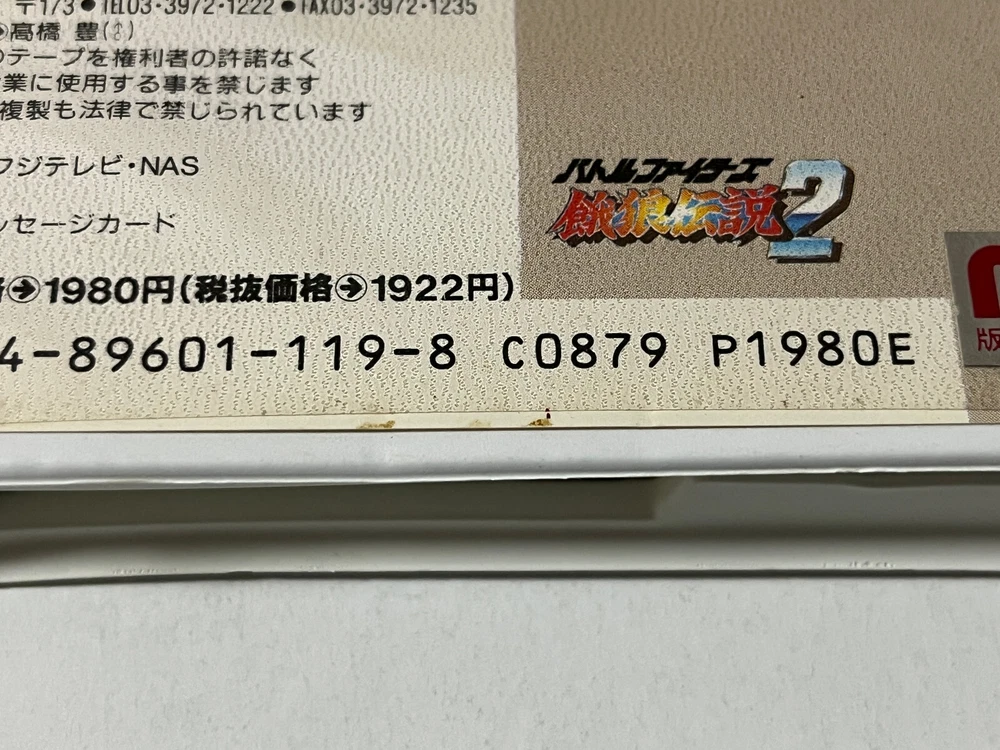 〒173●TEL03・3972・1222●FAX03・3972・1235
高橋 豊(
のテープを権利者の許諾なく
業に使用する事を禁じます
複製も法律で禁じられています
フジテレビ・NAS
ッセージカード
バトルファイターズ
餓狼伝説2
格→1980円(税抜価格→1922円)
4-89601-119-8 C0879 P1980E
版